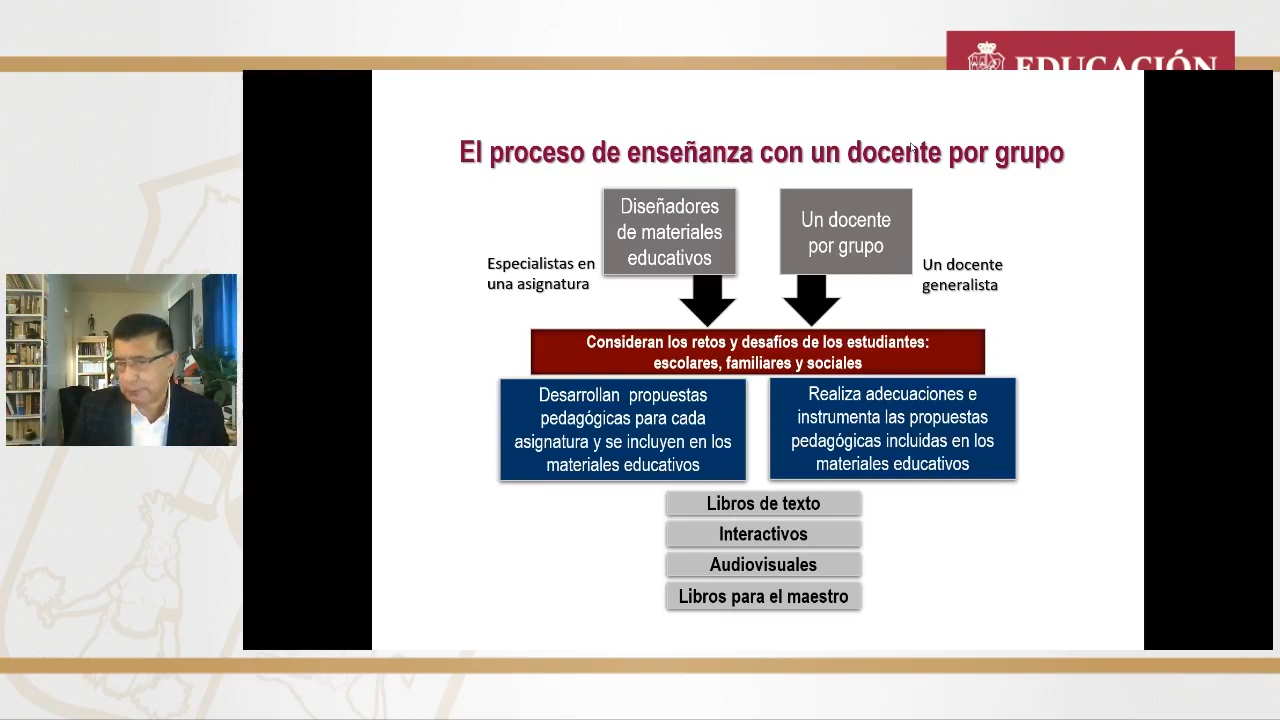 EDUCACIÓN
El proceso de enseñanza con un docente por grupo
Diseñadores
de materiales
educativos
Un docente
por grupo
Especialistas en
una asignatura
Un docente
generalista
Consideran los retos y desafíos de los estudiantes:
escolares, familiares y sociales
Desarrollan propuestas
pedagógicas para cada
asignatura y se incluyen en los
materiales educativos
Realiza adecuaciones e
instrumenta las propuestas
pedagógicas incluidas en los
materiales educativos
Libros de texto
Interactivos
Audiovisuales
Libros para el maestro